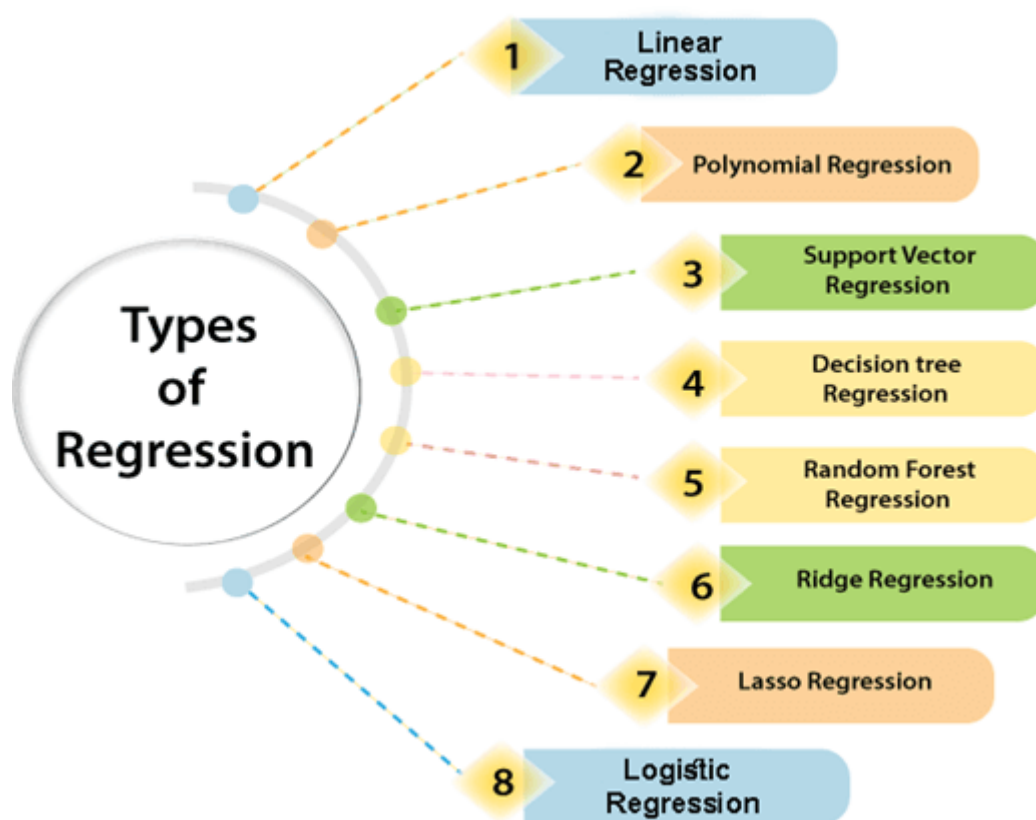 Types
of
Regression
1
Linear
Regression
2
Polynomial Regression
3
Support Vector
Regression
4
Decision tree
Regression
5
Random Forest
Regression
6
Ridge Regression
7
Lasso Regression
8
Logistic
Regression